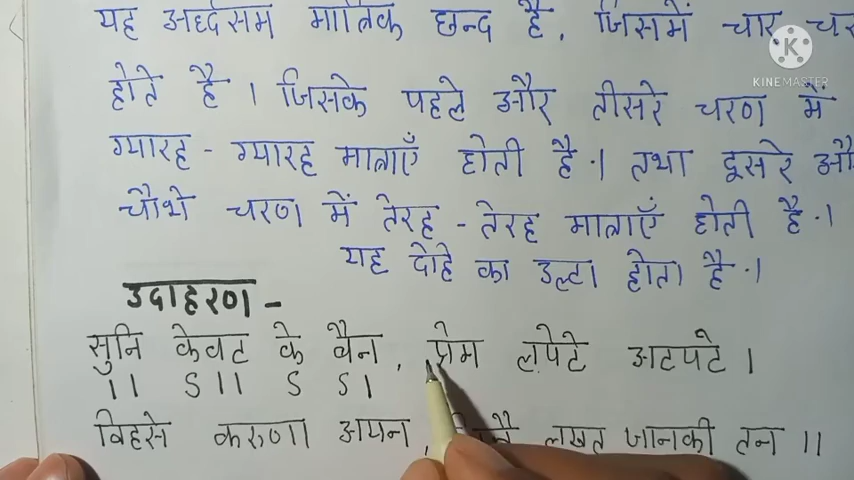 यह अर्ध्दसम मात्रिक छन्द है, जिसमें चार
होते है । जिसके पहले और तीसरे चरण में
ग्यारह - ग्यारह मात्राएँ होती है । तथा दूसरे
चौथे चरण में तेरह - तेरह मात्राएँ होती है ।
यह दोहे का उल्टा होता है ।
उदाहरण -
सुनि केवट के बैन, प्रेम लपेटे अटपटे ।
।। ऽ।। ऽ ऽ।
विहसे करुणा अयन, लखत जानकी तन ॥
KINEMASTER